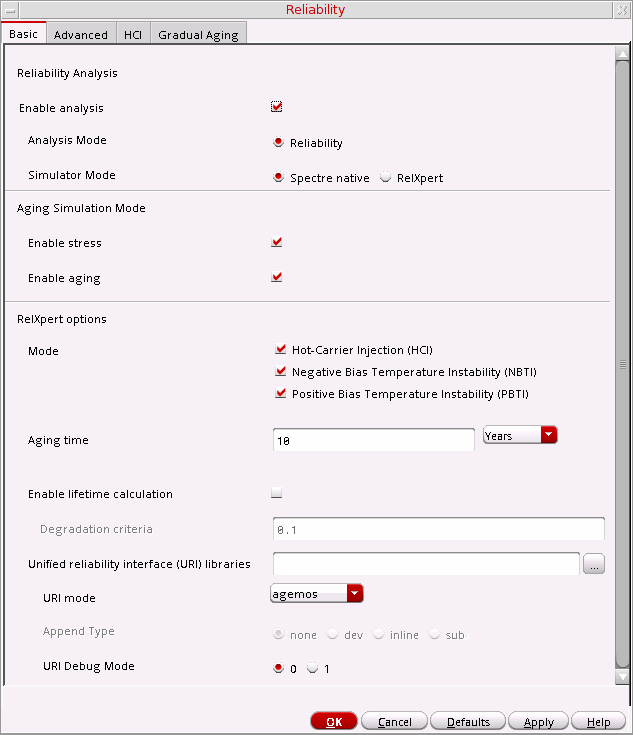 Reliability
Basic Advanced HCI Gradual Aging
Reliability Analysis
Enable analysis
Analysis Mode Reliability
Simulator Mode Spectre native RelXpert
Aging Simulation Mode
Enable stress
Enable aging
RelXpert options
Mode Hot-Carrier Injection (HCI)
Negative Bias Temperature Instability (NBTI)
Positive Bias Temperature Instability (PBTI)
Aging time 10 Years
Enable lifetime calculation
Degradation criteria 0.1
Unified reliability interface (URI) libraries ...
URI mode agemos
Append Type none dev inline sub
URI Debug Mode 0 1
OK Cancel Defaults Apply Help